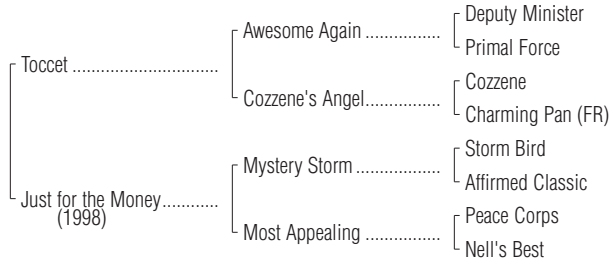 Deputy Minister
Awesome Again ................
Primal Force
Toccet .............................
Cozzene
Cozzene's Angel...............
Charming Pan (FR)
Storm Bird
Mystery Storm .................
Affirmed Classic
Just for the Money...........
(1998)
Peace Corps
Most Appealing ...............
Nell's Best